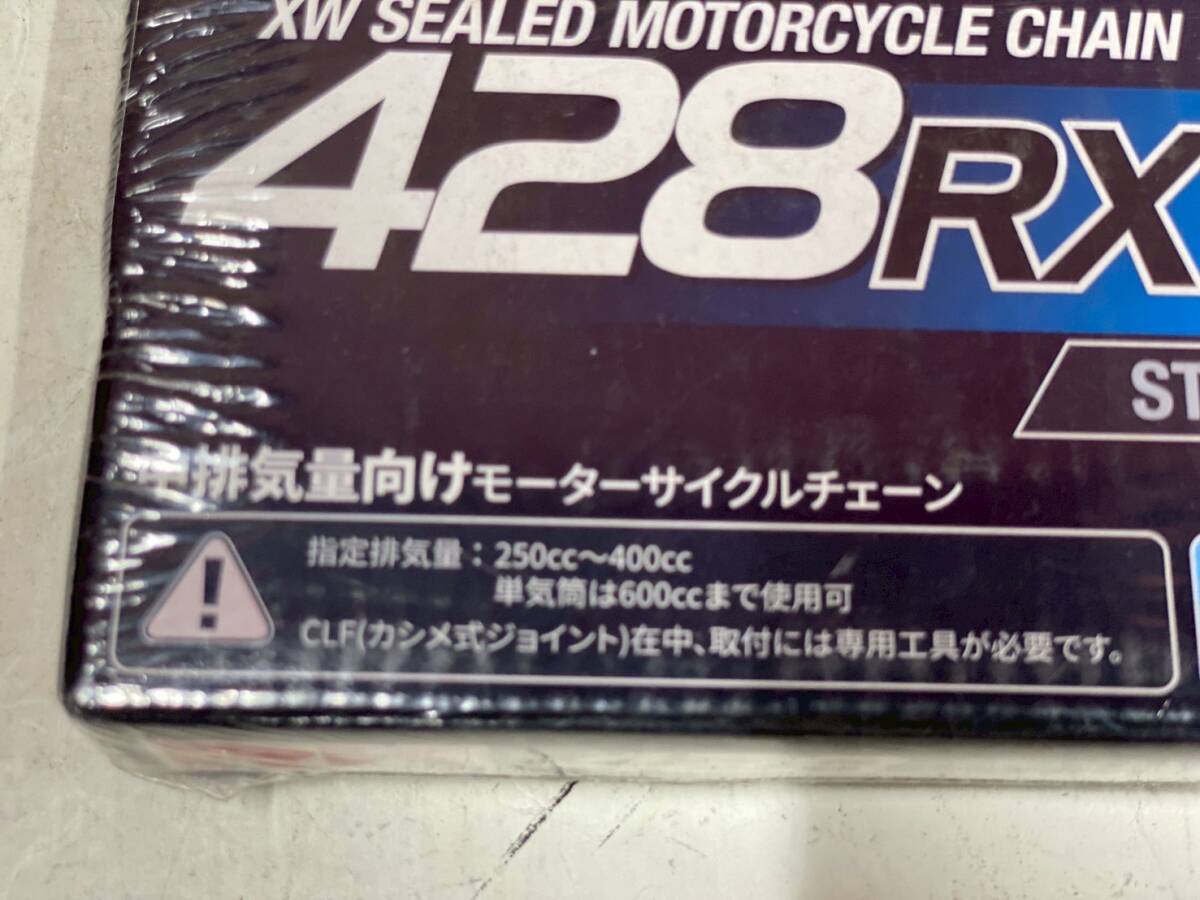 XW SEALED MOTORCYCLE CHAIN
428RX
ST
中排気量向けモーターサイクルチェーン
指定排気量：250cc～400cc
単気筒は600ccまで使用可
CLF(カシメ式ジョイント)在中、取付には専用工具が必要です。